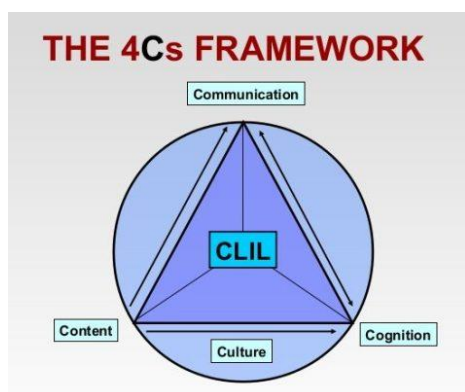 THE 4Cs FRAMEWORK
Communication
CLIL
Content
Culture
Cognition